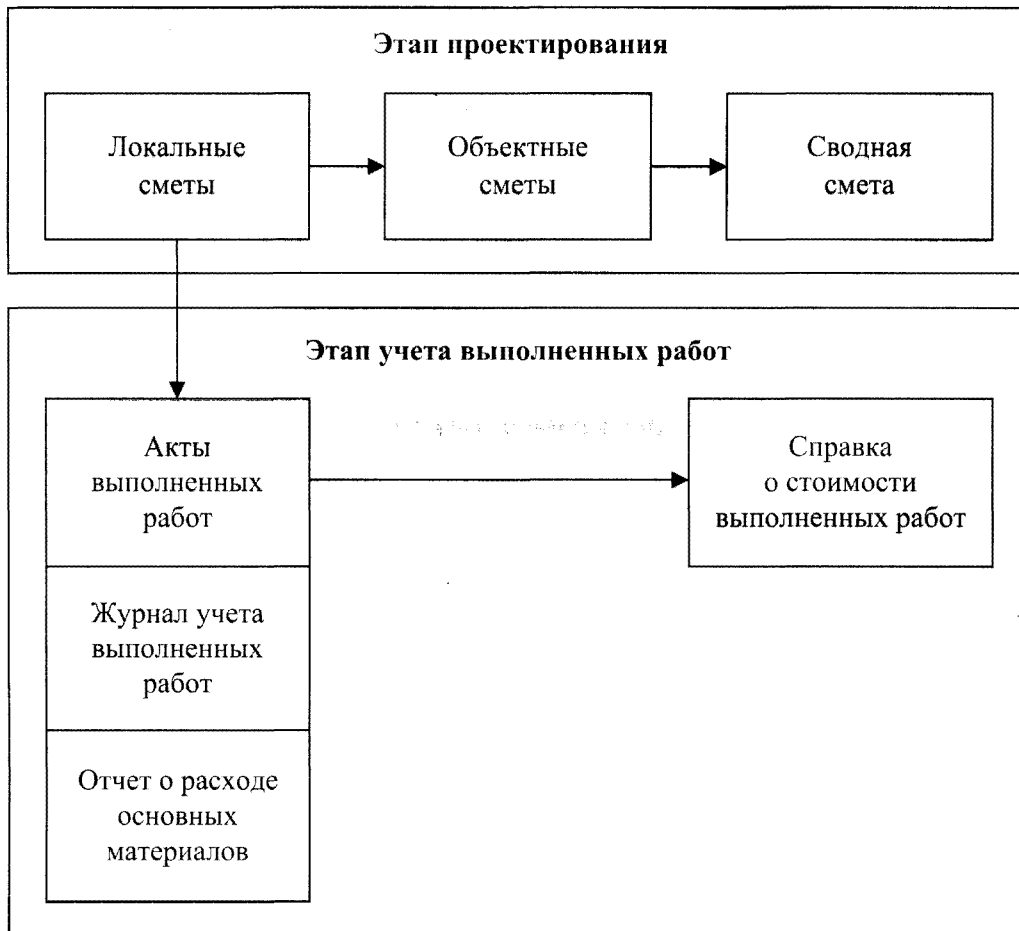 Этап проектирования
Локальные
сметы
Объектные
сметы
Сводная
смета
Этап учета выполненных работ
Акты
выполненных
работ
Справка
о стоимости
выполненных работ
Журнал учета
выполненных
работ
Отчет о расходе
основных
материалов